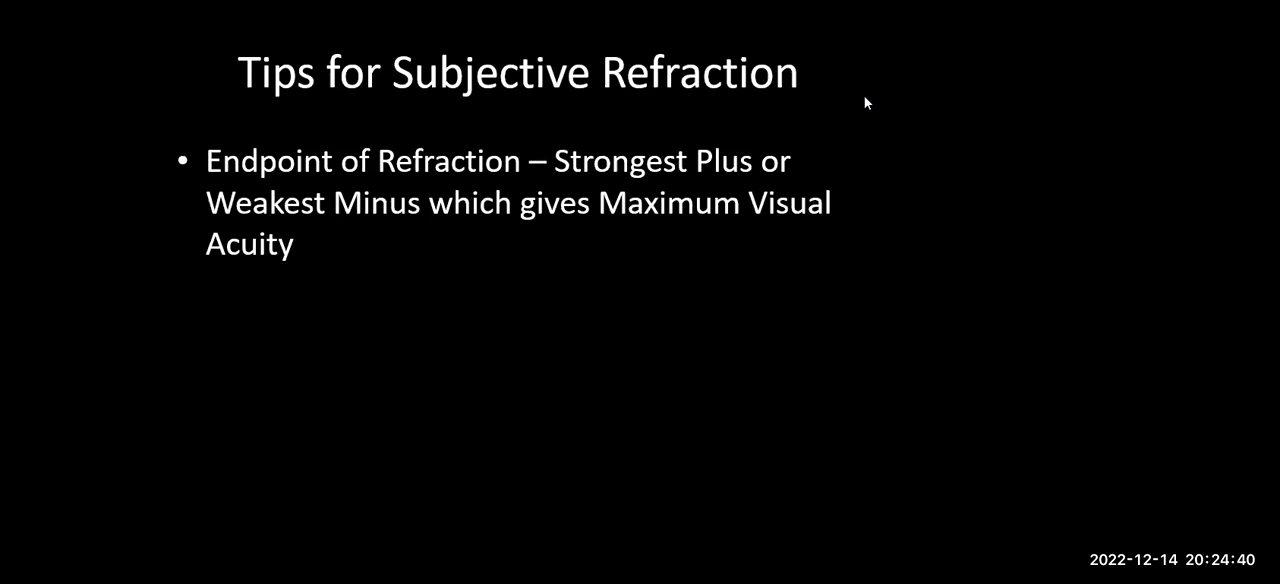 Tips for Subjective Refraction
• Endpoint of Refraction – Strongest Plus or
Weakest Minus which gives Maximum Visual
Acuity
2022-12-14 20:24:40